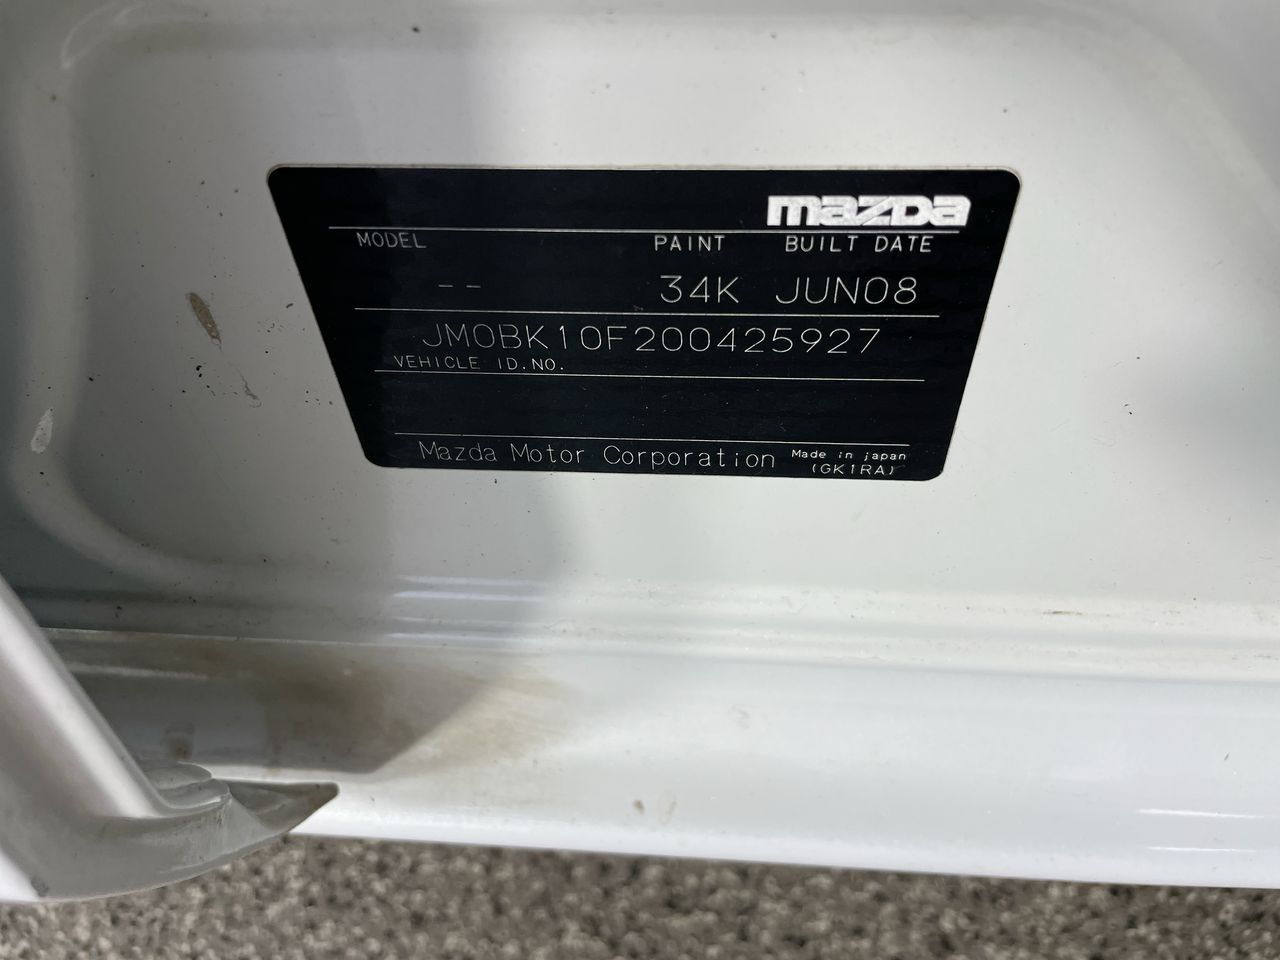 mazda
MODEL PAINT BUILT DATE
-- 34K JUN08
JM0BK10F200425927
VEHICLE ID.NO.
Mazda Motor Corporation Made in japan
(GK1RA)